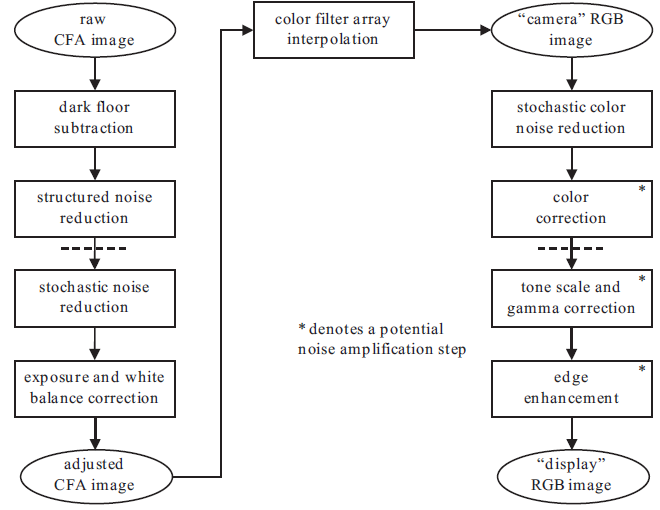 raw
CFA image
dark floor
subtraction
structured noise
reduction
stochastic noise
reduction
exposure and white
balance correction
adjusted
CFA image
color filter array
interpolation
“camera” RGB
image
stochastic color
noise reduction
*
color
correction
*
tone scale and
gamma correction
*
edge
enhancement
“display”
RGB image
* denotes a potential
noise amplification step